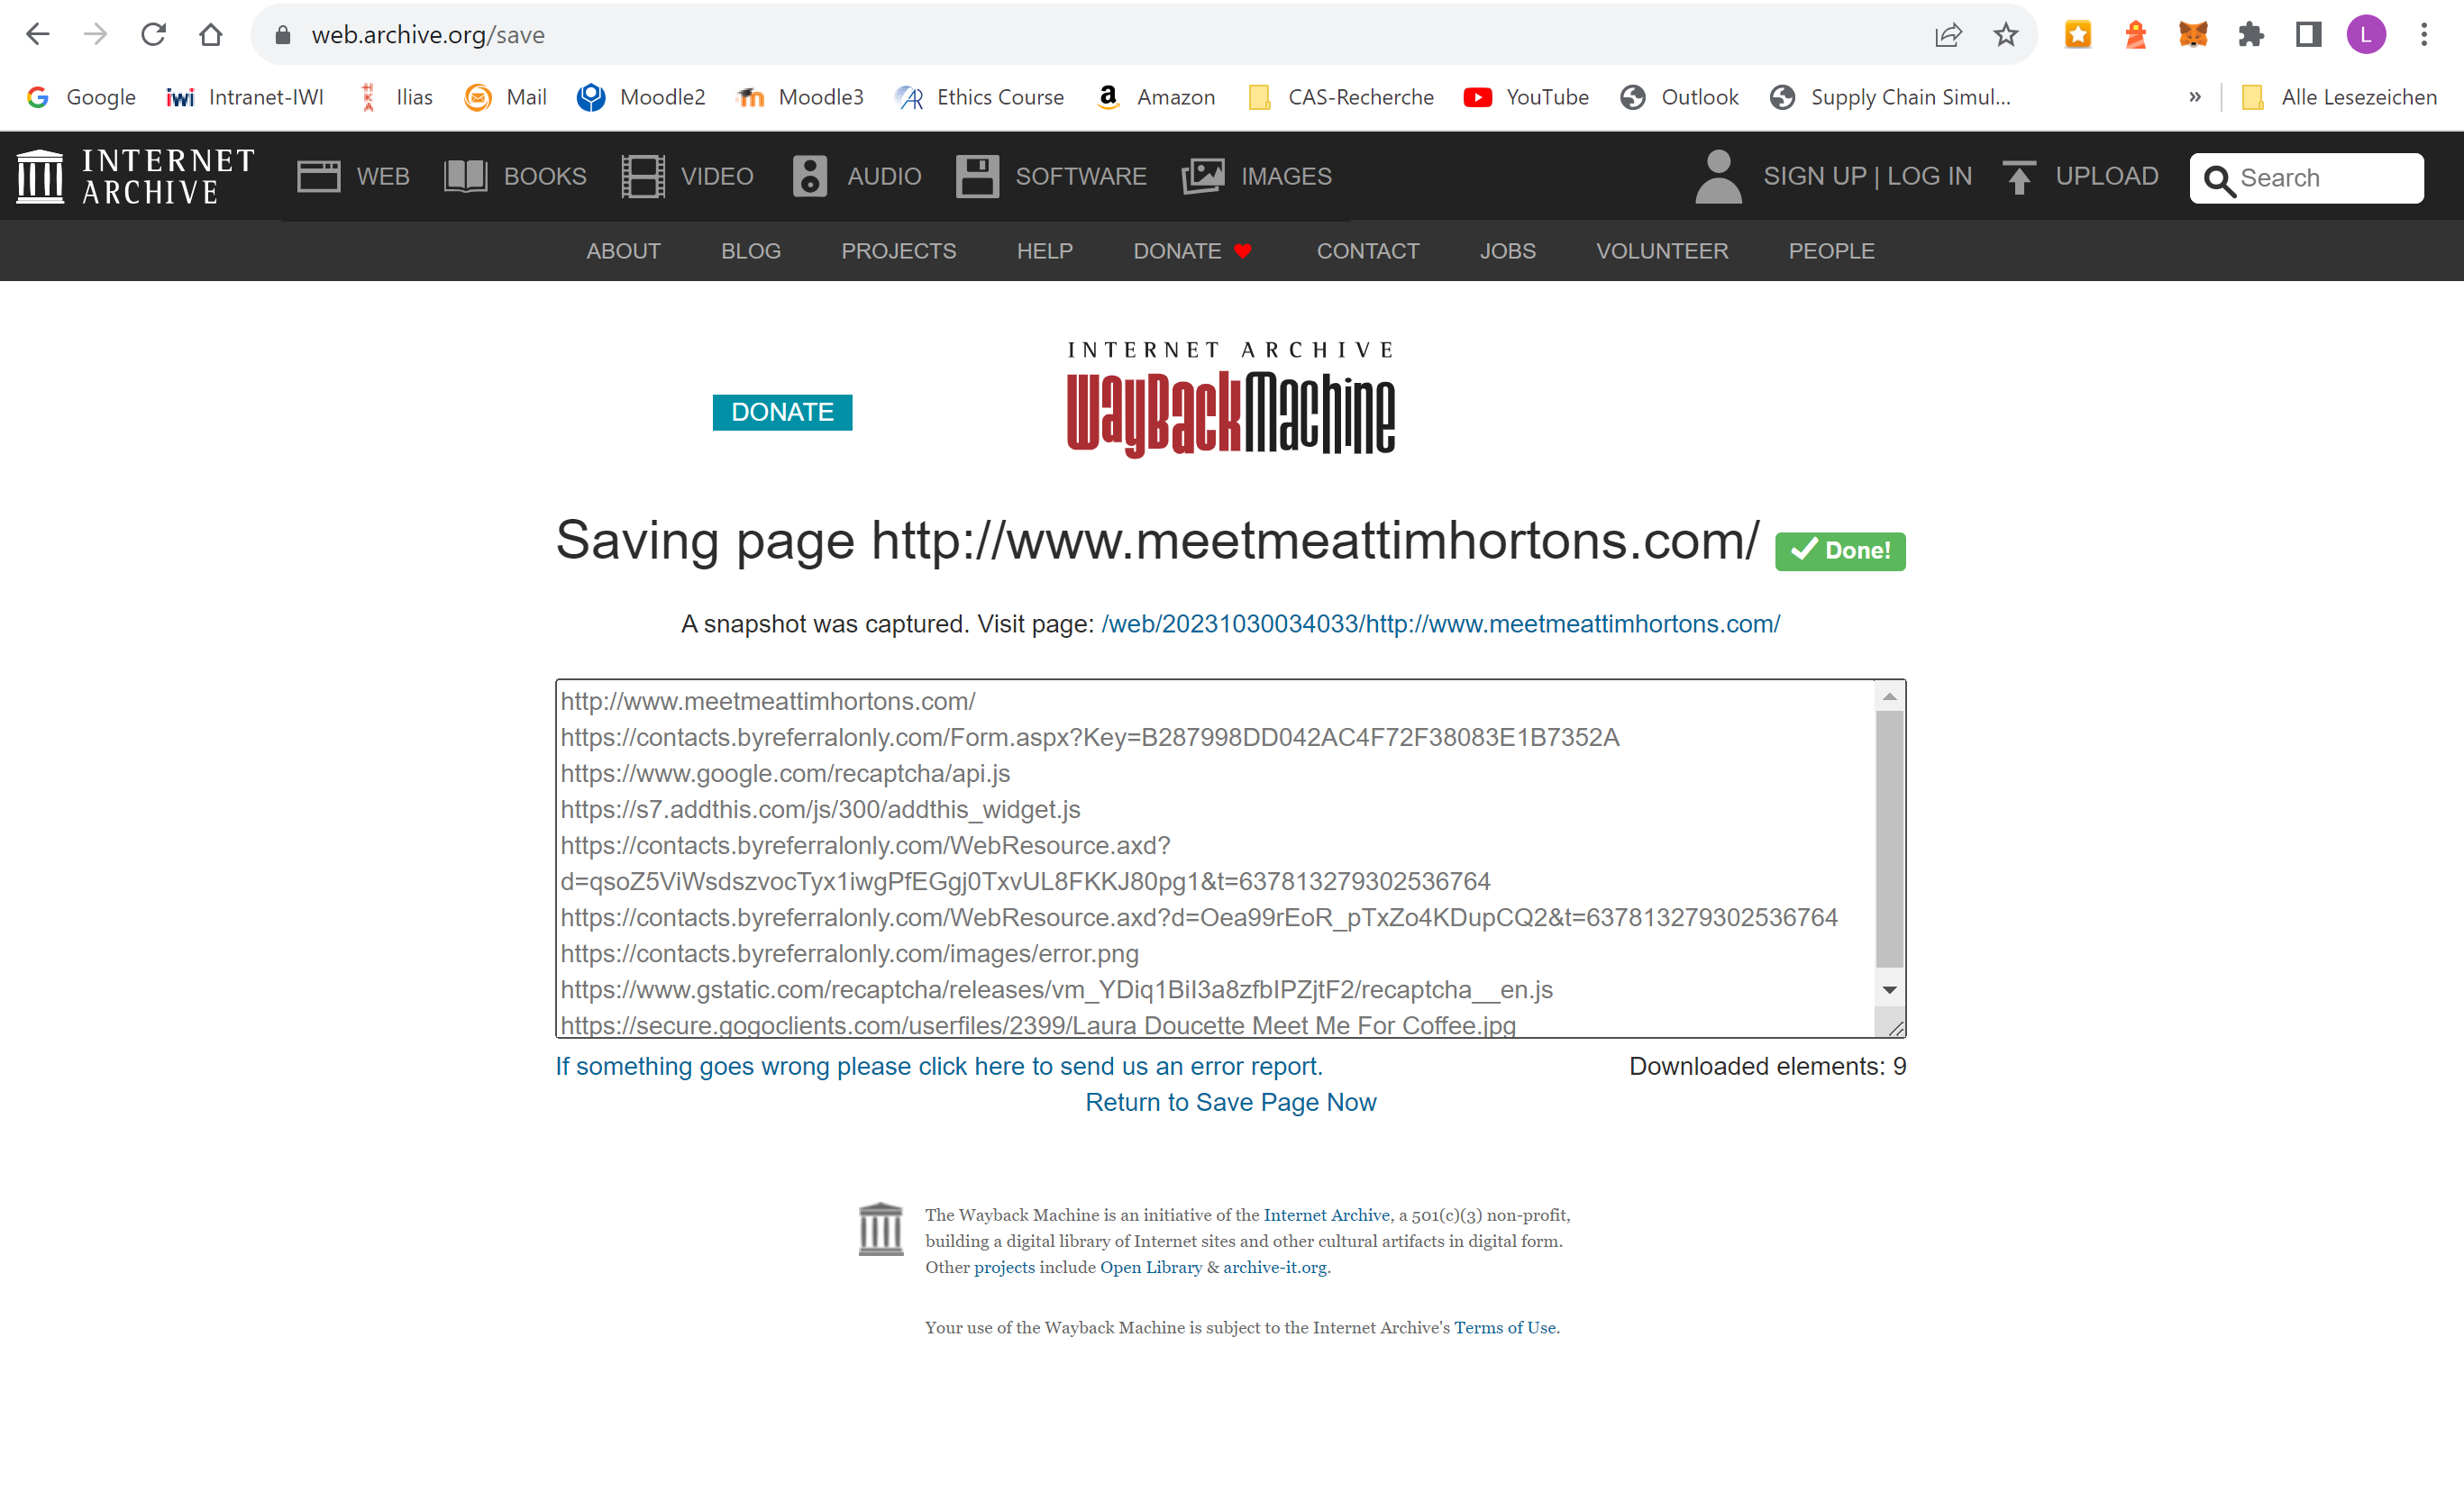 web.archive.org/save
L
Google Intranet-IWI Ilias Mail Moodle2 Moodle3 Ethics Course Amazon CAS-Recherche YouTube Outlook Supply Chain Simul... » Alle Lesezeichen
INTERNET ARCHIVE
WEB BOOKS VIDEO AUDIO SOFTWARE IMAGES SIGN UP | LOG IN UPLOAD Search
ABOUT BLOG PROJECTS HELP DONATE CONTACT JOBS VOLUNTEER PEOPLE
INTERNET ARCHIVE
DONATE WayBackMachine
Saving page http://www.meetmeattimhortons.com/ Done!
A snapshot was captured. Visit page: /web/20231030034033/http://www.meetmeattimhortons.com/
http://www.meetmeattimhortons.com/
https://contacts.byreferralonly.com/Form.aspx?Key=B287998DD042AC4F72F38083E1B7352A
https://www.google.com/recaptcha/api.js
https://s7.addthis.com/js/300/addthis_widget.js
https://contacts.byreferralonly.com/WebResource.axd?
d=qsoZ5ViWsdszvocTyx1iwgPfEGgj0TxvUL8FKKJ80pg1&t=637813279302536764
https://contacts.byreferralonly.com/WebResource.axd?d=Oea99rEoR_pTxZo4KDupCQ2&t=637813279302536764
https://contacts.byreferralonly.com/images/error.png
https://www.gstatic.com/recaptcha/releases/vm_YDiq1BiI3a8zfbIPZjtF2/recaptcha__en.js
https://secure.gogoclients.com/userfiles/2399/Laura Doucette Meet Me For Coffee.jpg
If something goes wrong please click here to send us an error report. Downloaded elements: 9
Return to Save Page Now
The Wayback Machine is an initiative of the Internet Archive, a 501(c)(3) non-profit,
building a digital library of Internet sites and other cultural artifacts in digital form.
Other projects include Open Library & archive-it.org.
Your use of the Wayback Machine is subject to the Internet Archive's Terms of Use.